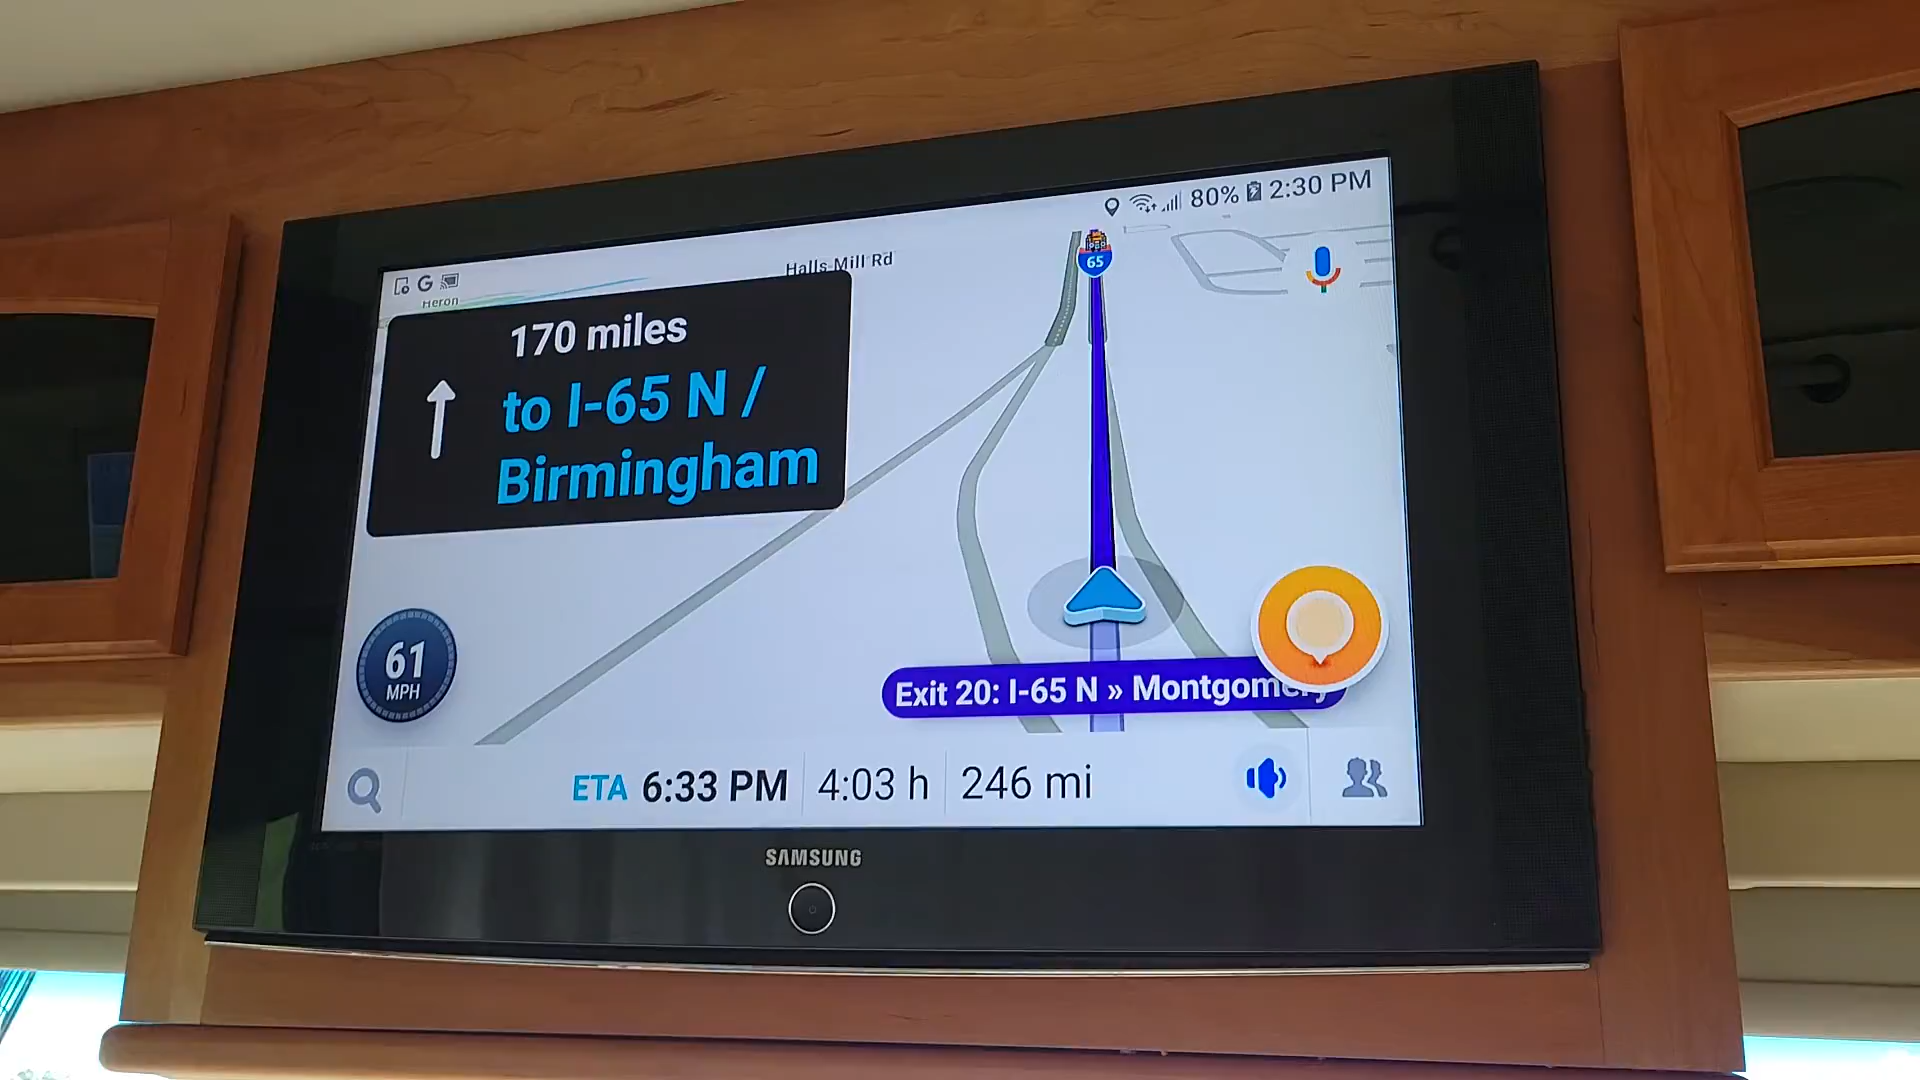 80% 2:30 PM
G
Halls Mill Rd
Heron
65
170 miles
to I-65 N /
Birmingham
61
MPH
Exit 20: I-65 N » Montgomery
ETA 6:33 PM 4:03 h 246 mi
SAMSUNG